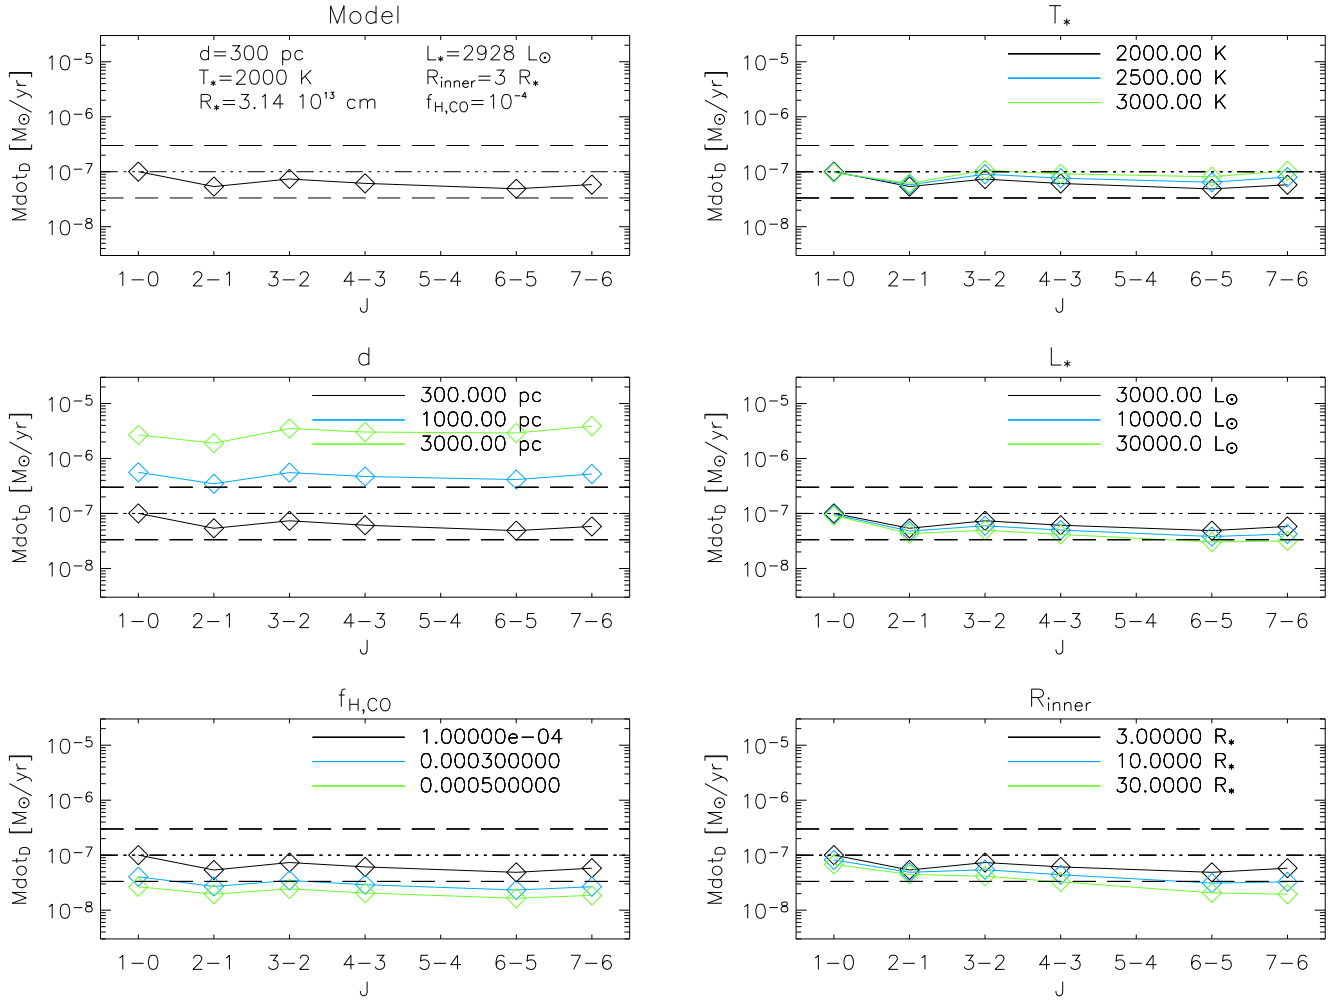 Model
d=300 pc L*=2928 L⊙
T*=2000 K Rinner=3 R*
R*=3.14 10¹³ cm fH,CO=10⁻⁴
10⁻⁵
10⁻⁶
10⁻⁷
10⁻⁸
MdotD [M⊙/yr]
1−0 2−1 3−2 4−3 5−4 6−5 7−6
J
T*
2000.00 K
2500.00 K
3000.00 K
10⁻⁵
10⁻⁶
10⁻⁷
10⁻⁸
MdotD [M⊙/yr]
1−0 2−1 3−2 4−3 5−4 6−5 7−6
J
d
300.000 pc
1000.00 pc
3000.00 pc
10⁻⁵
10⁻⁶
10⁻⁷
10⁻⁸
MdotD [M⊙/yr]
1−0 2−1 3−2 4−3 5−4 6−5 7−6
J
L*
3000.00 L⊙
10000.0 L⊙
30000.0 L⊙
10⁻⁵
10⁻⁶
10⁻⁷
10⁻⁸
MdotD [M⊙/yr]
1−0 2−1 3−2 4−3 5−4 6−5 7−6
J
fH,CO
1.00000e−04
0.000300000
0.000500000
10⁻⁵
10⁻⁶
10⁻⁷
10⁻⁸
MdotD [M⊙/yr]
1−0 2−1 3−2 4−3 5−4 6−5 7−6
J
Rinner
3.00000 R*
10.0000 R*
30.0000 R*
10⁻⁵
10⁻⁶
10⁻⁷
10⁻⁸
MdotD [M⊙/yr]
1−0 2−1 3−2 4−3 5−4 6−5 7−6
J